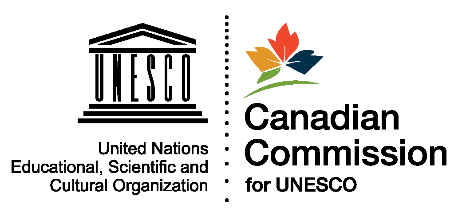 UNESCO
United Nations
Educational, Scientific and
Cultural Organization
Canadian
Commission
for UNESCO